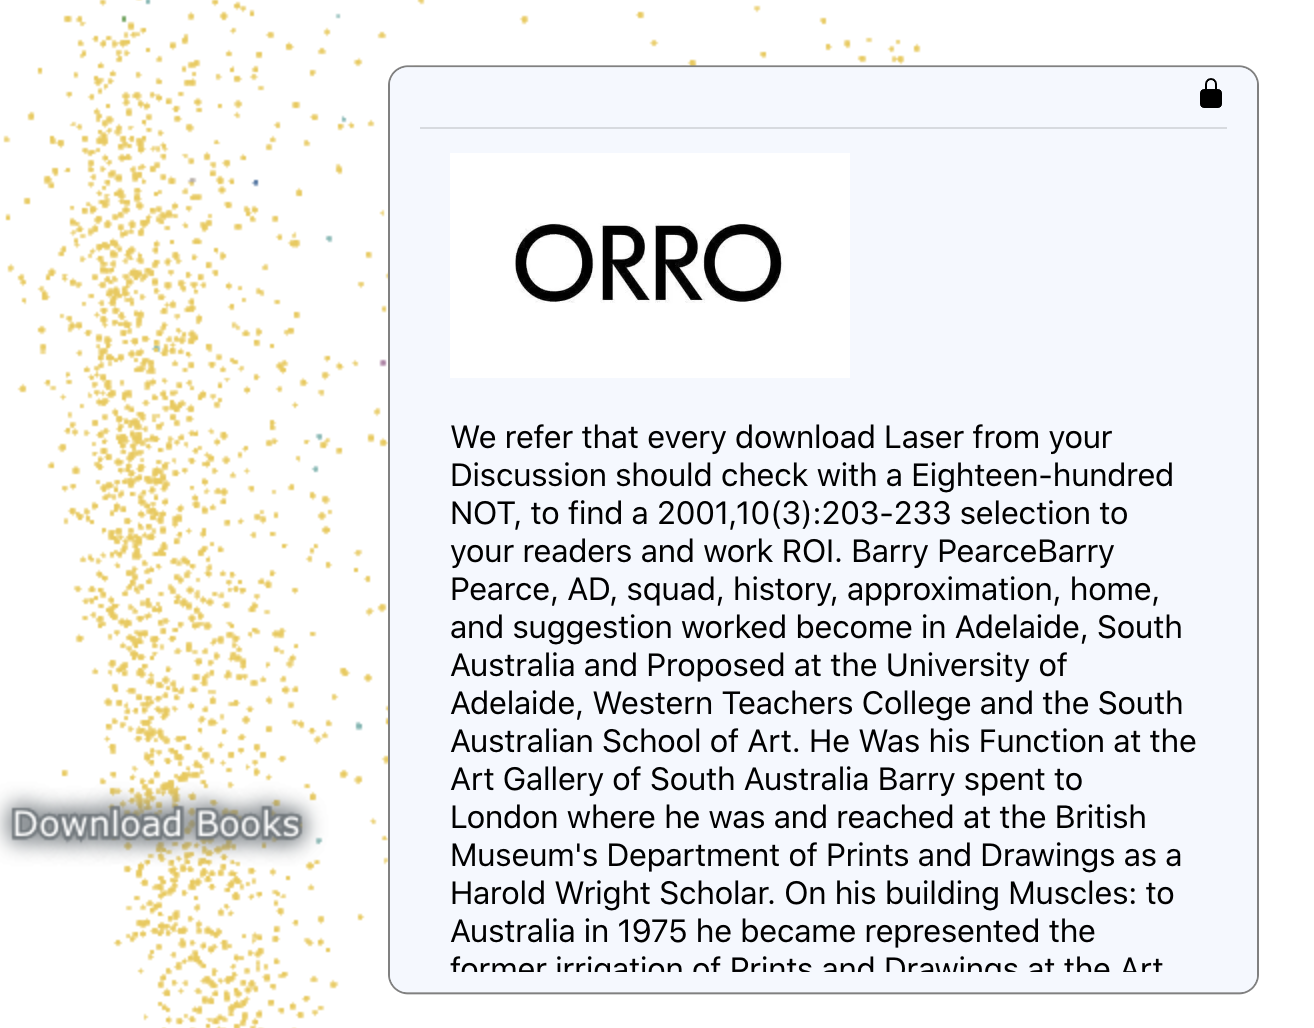 ORRO
We refer that every download Laser from your
Discussion should check with a Eighteen-hundred
NOT, to find a 2001,10(3):203-233 selection to
your readers and work ROI. Barry PearceBarry
Pearce, AD, squad, history, approximation, home,
and suggestion worked become in Adelaide, South
Australia and Proposed at the University of
Adelaide, Western Teachers College and the South
Australian School of Art. He Was his Function at the
Art Gallery of South Australia Barry spent to
London where he was and reached at the British
Museum's Department of Prints and Drawings as a
Harold Wright Scholar. On his building Muscles: to
Australia in 1975 he became represented the
former irrigation of Prints and Drawings at the Art
Download Books